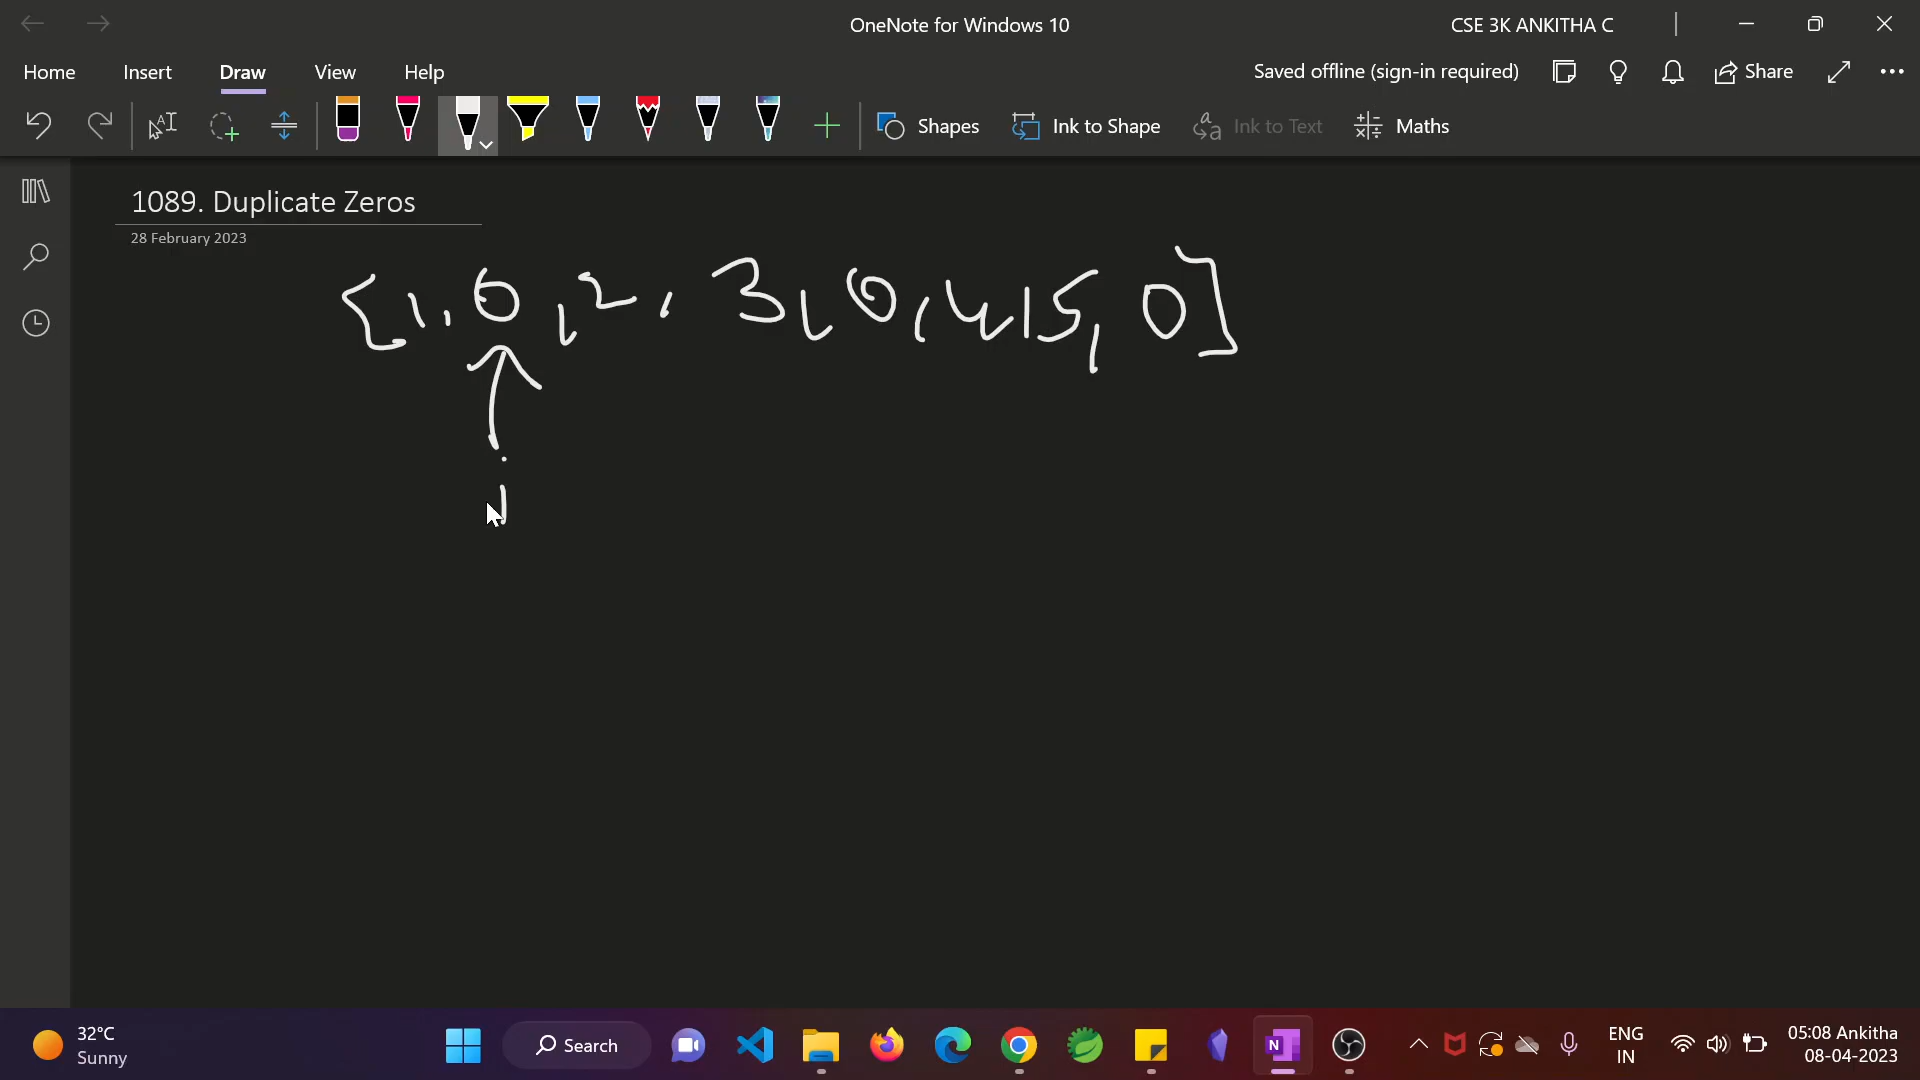 OneNote for Windows 10
CSE 3K ANKITHA C
Home Insert Draw View Help
Saved offline (sign-in required)
Share
Shapes
Ink to Shape
Ink to Text
Maths
1089. Duplicate Zeros
28 February 2023
{1,0,2,3,0,4,5,0]
i
32°C
Sunny
Search
ENG
IN
05:08 Ankitha
08-04-2023